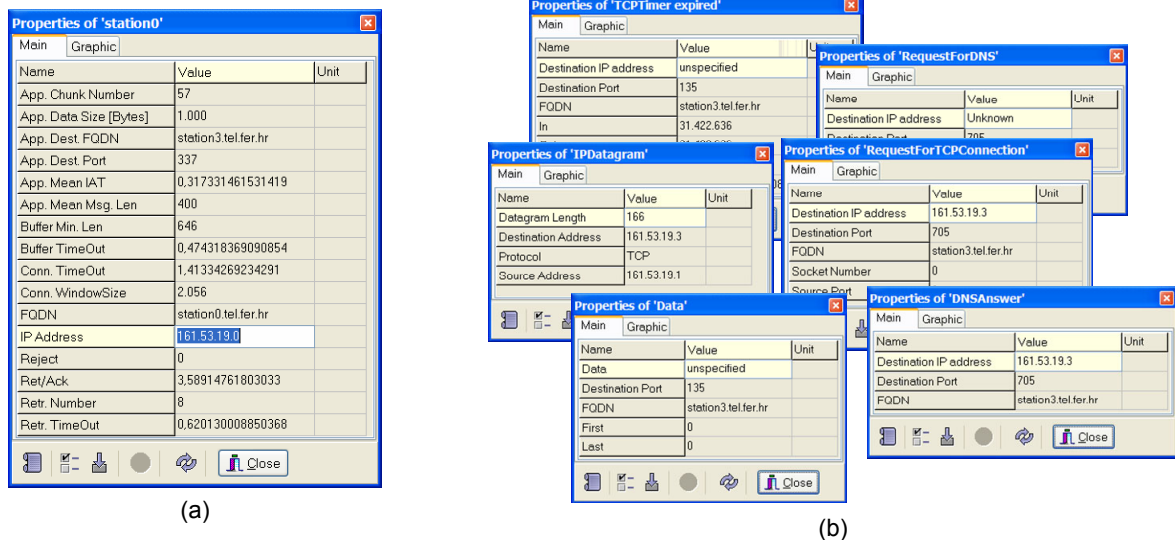 Properties of 'station0'
Main Graphic
Name Value Unit
App. Chunk Number 57
App. Data Size [Bytes] 1.000
App. Dest. FQDN station3.tel.fer.hr
App. Dest. Port 337
App. Mean IAT 0,317331461531419
App. Mean Msg. Len 400
Buffer Min. Len 646
Buffer TimeOut 0,474318369090854
Conn. TimeOut 1,41334269234291
Conn. WindowSize 2.056
FQDN station0.tel.fer.hr
IP Address 161.53.19.0
Reject 0
Ret/Ack 3,58914761803033
Retr. Number 8
Retr. TimeOut 0,620130008850368
Close
(a)
Properties of 'TCPTimer expired'
Main Graphic
Name Value
Destination IP address unspecified
Destination Port 135
FQDN station3.tel.fer.hr
In 31.422.636
Properties of 'RequestForDNS'
Main Graphic
Name Value Unit
Destination IP address Unknown
Destination Port 705
Properties of 'IPDatagram'
Main Graphic
Name Value Unit
Datagram Length 166
Destination Address 161.53.19.3
Protocol TCP
Source Address 161.53.19.1
Properties of 'RequestForTCPConnection'
Main Graphic
Name Value Unit
Destination IP address 161.53.19.3
Destination Port 705
FQDN station3.tel.fer.hr
Socket Number 0
Source Port
Properties of 'Data'
Main Graphic
Name Value Unit
Data unspecified
Destination Port 135
FQDN station3.tel.fer.hr
First 0
Last 0
Close
Properties of 'DNSAnswer'
Main Graphic
Name Value Unit
Destination IP address 161.53.19.3
Destination Port 705
FQDN station3.tel.fer.hr
Close
(b)